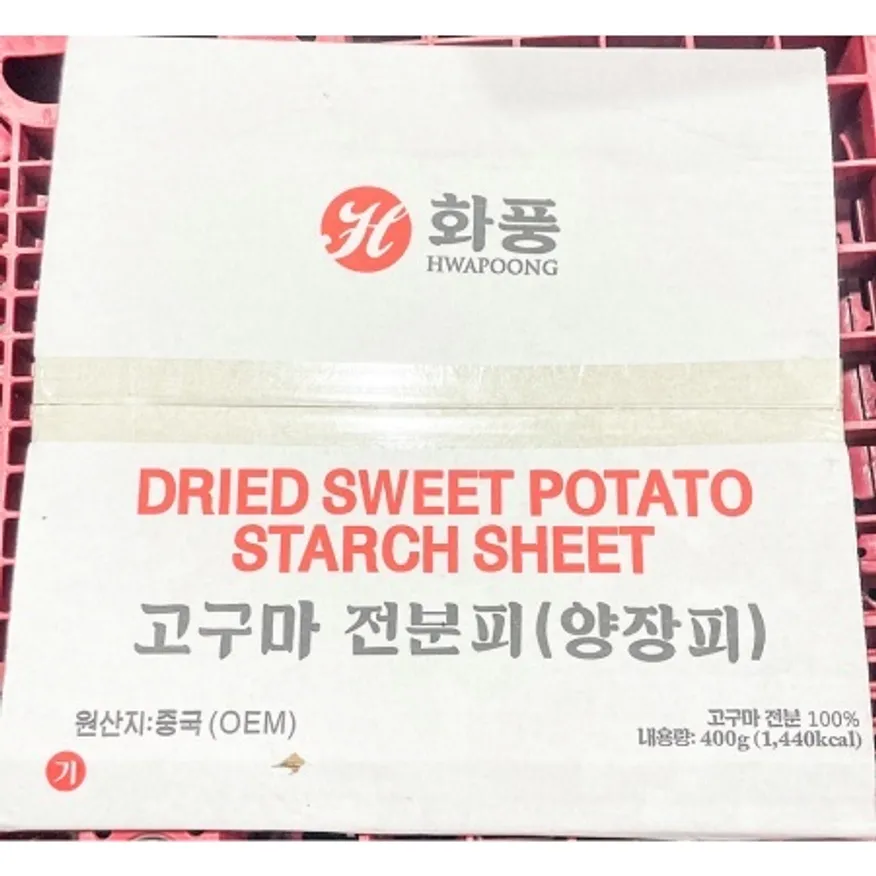 H 화풍
HWAPOONG
DRIED SWEET POTATO
STARCH SHEET
고구마 전분피(양장피)
원산지:중국(OEM)
고구마 전분 100%
내용량: 400g (1,440kcal)
기